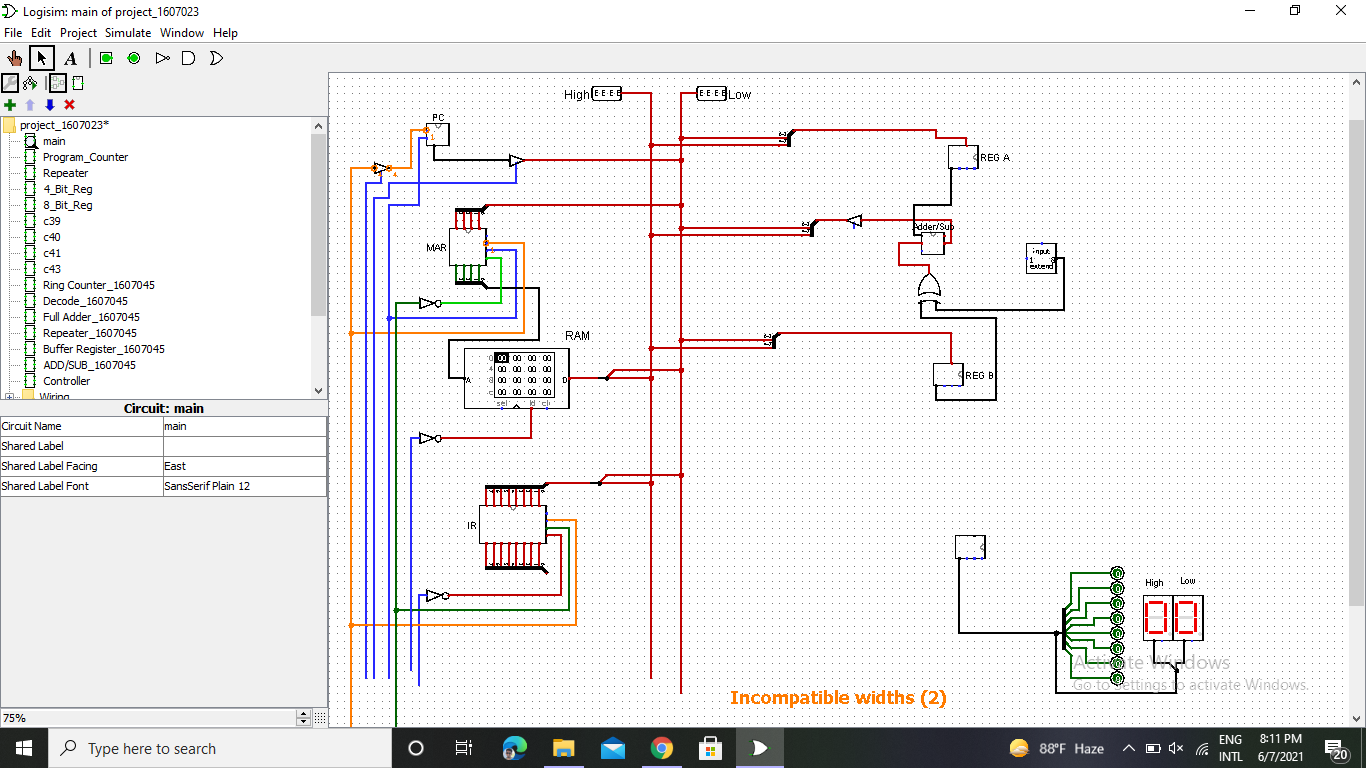 Logisim: main of project_1607023
File Edit Project Simulate Window Help
project_1607023*
main
Program_Counter
Repeater
4_Bit_Reg
8_Bit_Reg
c39
c40
c41
c43
Ring Counter_1607045
Decode_1607045
Full Adder_1607045
Repeater_1607045
Buffer Register_1607045
ADD/SUB_1607045
Controller
Wiring
Circuit: main
Circuit Name main
Shared Label
Shared Label Facing East
Shared Label Font SansSerif Plain 12
75%
High
Low
PC
REG A
MAR
Adder/Sub
input
1 8
extend
RAM
00 00 00 00
00 00 00 00
00 00 00 00
00 00 00 00
A D
sel ld clr
REG B
IR
High Low
Incompatible widths (2)
Activate Windows
Go to Settings to activate Windows.
Type here to search
88°F Haze
ENG
INTL
8:11 PM
6/7/2021
20